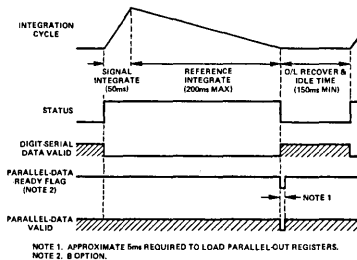 INTEGRATION
CYCLE
SIGNAL
INTEGRATE
(50ms)
REFERENCE
INTEGRATE
(200ms MAX)
O/L RECOVER &
IDLE TIME
(150ms MIN)
STATUS
DIGIT-SERIAL
DATA VALID
PARALLEL-DATA
READY FLAG
(NOTE 2)
NOTE 1
PARALLEL-DATA
VALID
NOTE 1. APPROXIMATE 5ms REQUIRED TO LOAD PARALLEL-OUT REGISTERS.
NOTE 2. B OPTION.